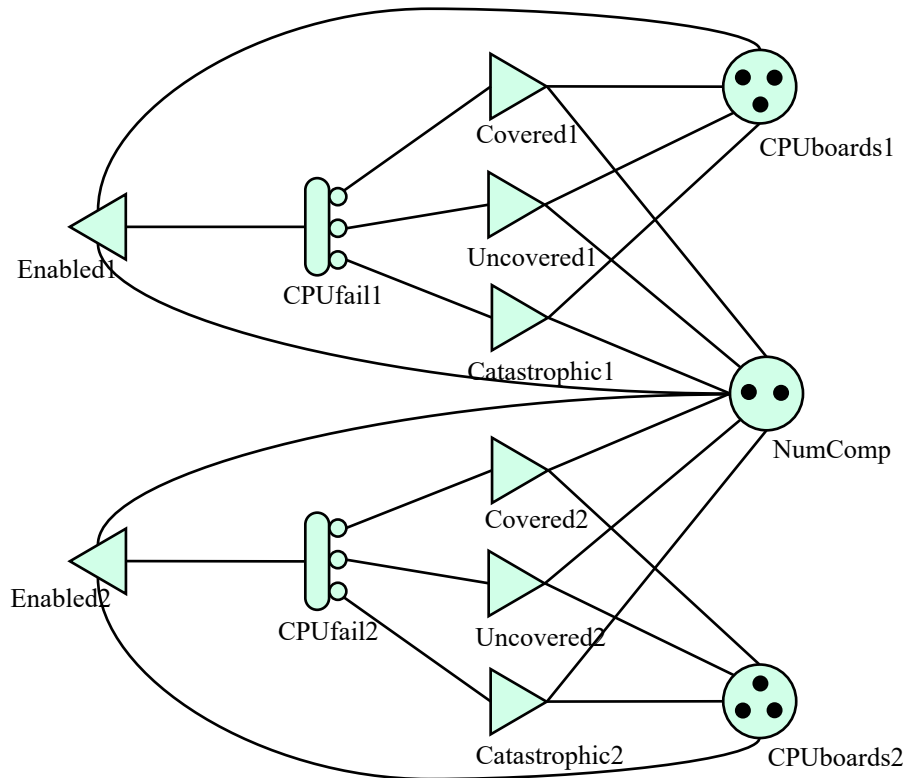 Covered1
CPUboards1
Uncovered1
Enabled1
CPUfail1
Catastrophic1
NumComp
Covered2
Enabled2
CPUfail2
Uncovered2
Catastrophic2
CPUboards2